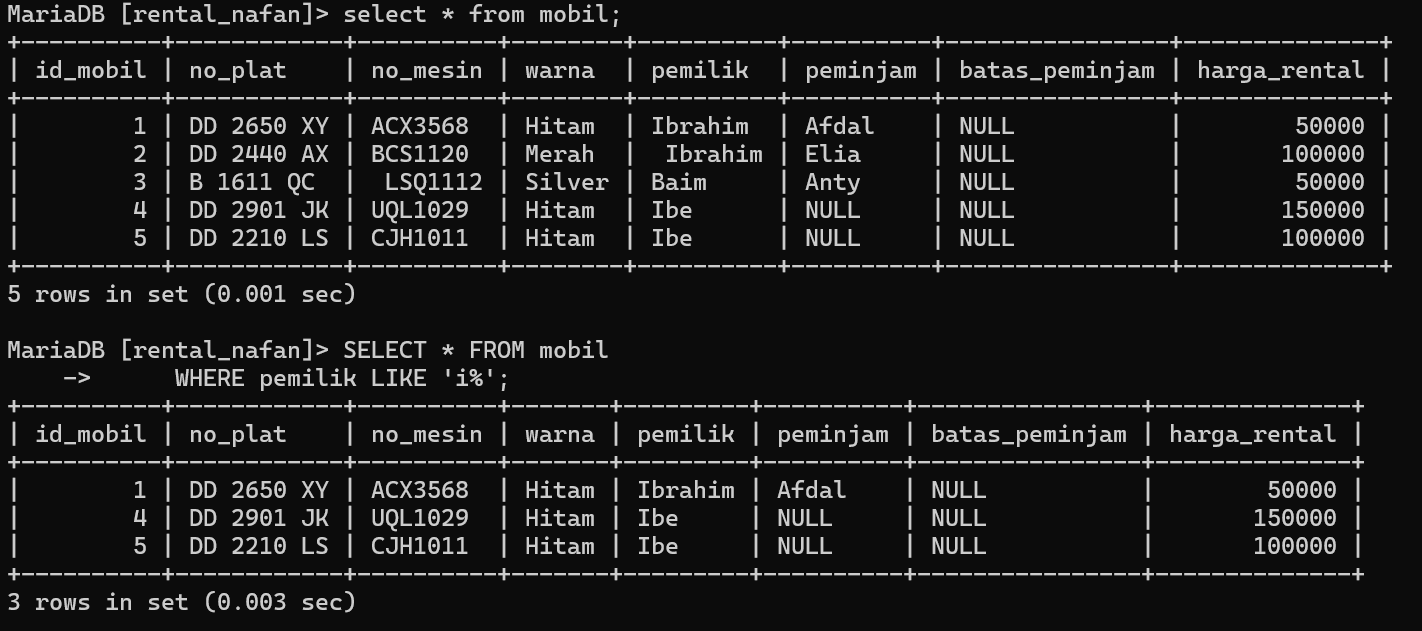 MariaDB [rental_nafan]> select * from mobil;
+----------+------------+----------+--------+----------+----------+----------------+--------------+
| id_mobil | no_plat    | no_mesin | warna  | pemilik  | peminjam | batas_peminjam | harga_rental |
+----------+------------+----------+--------+----------+----------+----------------+--------------+
|        1 | DD 2650 XY | ACX3568  | Hitam  | Ibrahim  | Afdal    | NULL           |        50000 |
|        2 | DD 2440 AX | BCS1120  | Merah  |  Ibrahim | Elia     | NULL           |       100000 |
|        3 | B 1611 QC  |  LSQ1112 | Silver | Baim     | Anty     | NULL           |        50000 |
|        4 | DD 2901 JK | UQL1029  | Hitam  | Ibe      | NULL     | NULL           |       150000 |
|        5 | DD 2210 LS | CJH1011  | Hitam  | Ibe      | NULL     | NULL           |       100000 |
+----------+------------+----------+--------+----------+----------+----------------+--------------+
5 rows in set (0.001 sec)

MariaDB [rental_nafan]> SELECT * FROM mobil
    ->      WHERE pemilik LIKE 'i%';
+----------+------------+----------+-------+---------+----------+----------------+--------------+
| id_mobil | no_plat    | no_mesin | warna | pemilik | peminjam | batas_peminjam | harga_rental |
+----------+------------+----------+-------+---------+----------+----------------+--------------+
|        1 | DD 2650 XY | ACX3568  | Hitam | Ibrahim | Afdal    | NULL           |        50000 |
|        4 | DD 2901 JK | UQL1029  | Hitam | Ibe     | NULL     | NULL           |       150000 |
|        5 | DD 2210 LS | CJH1011  | Hitam | Ibe     | NULL     | NULL           |       100000 |
+----------+------------+----------+-------+---------+----------+----------------+--------------+
3 rows in set (0.003 sec)